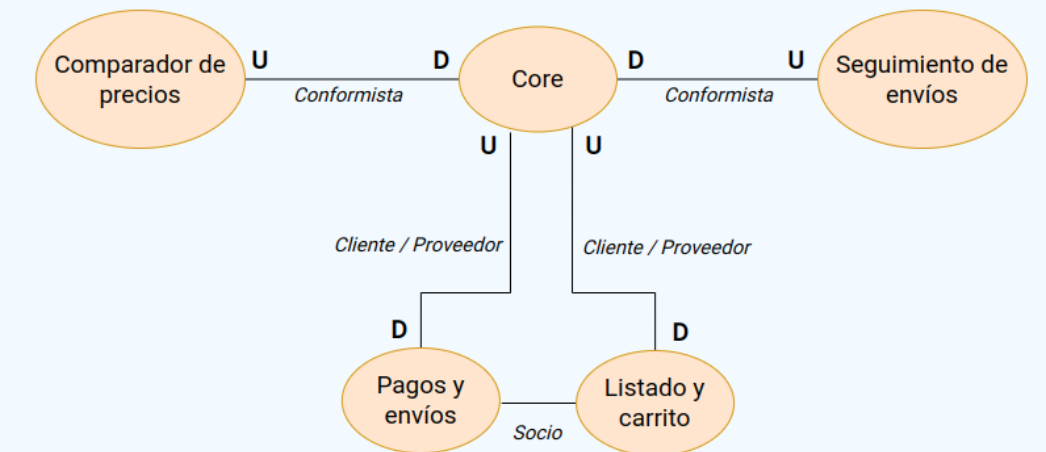 Comparador de
precios
U
D
Conformista
Core
D
U
Conformista
Seguimiento de
envíos
U
U
Cliente / Proveedor
Cliente / Proveedor
D
D
Pagos y
envíos
Socio
Listado y
carrito